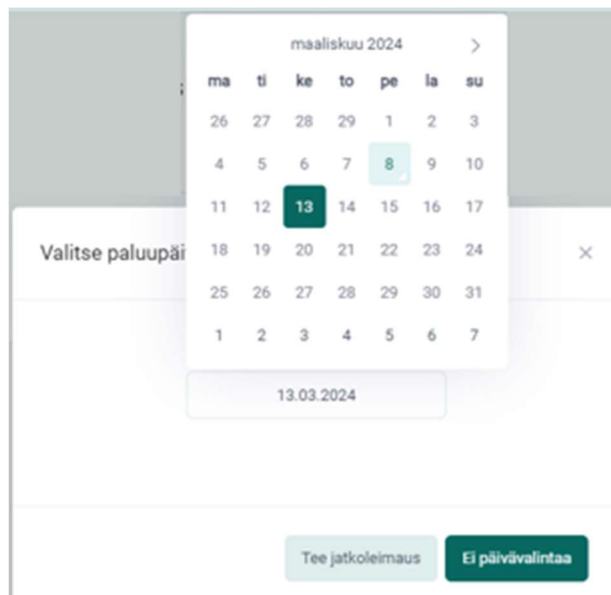 maaliskuu 2024
ma ti ke to pe la su
26 27 28 29 1 2 3
4 5 6 7 8 9 10
11 12 13 14 15 16 17
18 19 20 21 22 23 24
25 26 27 28 29 30 31
1 2 3 4 5 6 7
Valitse paluupäi
13.03.2024
Tee jatkoleimaus Ei päivävalintaa